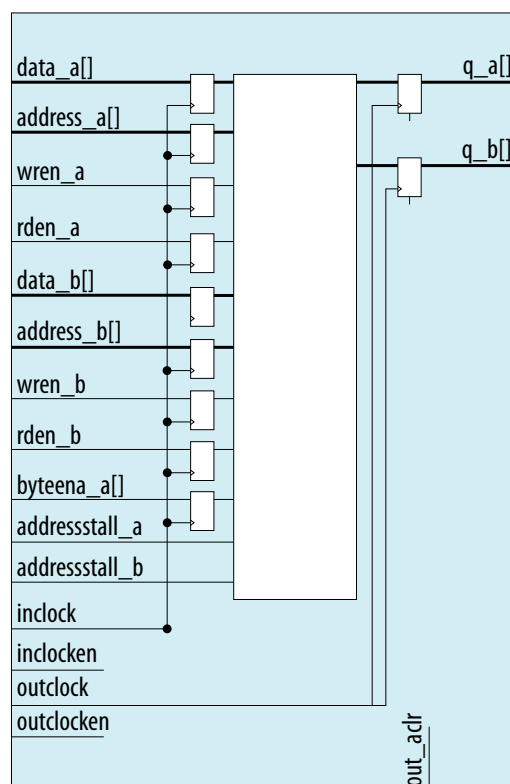 data_a[]
address_a[]
wren_a
rden_a
data_b[]
address_b[]
wren_b
rden_b
byteena_a[]
addressstall_a
addressstall_b
inclock
inclocken
outclock
outclocken
q_a[]
q_b[]
out_aclr